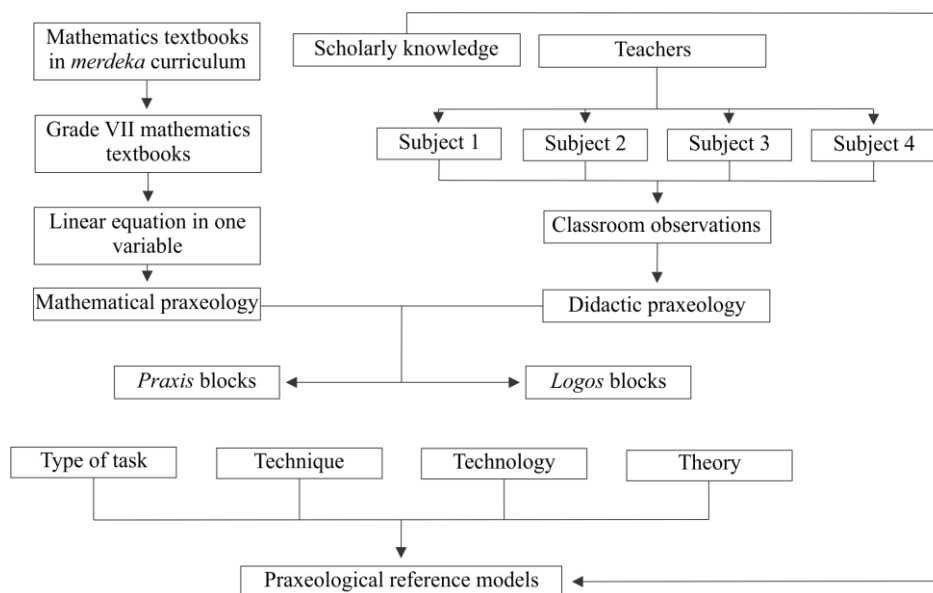 Mathematics textbooks
in merdeka curriculum
Scholarly knowledge
Teachers
Grade VII mathematics
textbooks
Subject 1
Subject 2
Subject 3
Subject 4
Linear equation in one
variable
Classroom observations
Mathematical praxeology
Didactic praxeology
Praxis blocks
Logos blocks
Type of task
Technique
Technology
Theory
Praxeological reference models